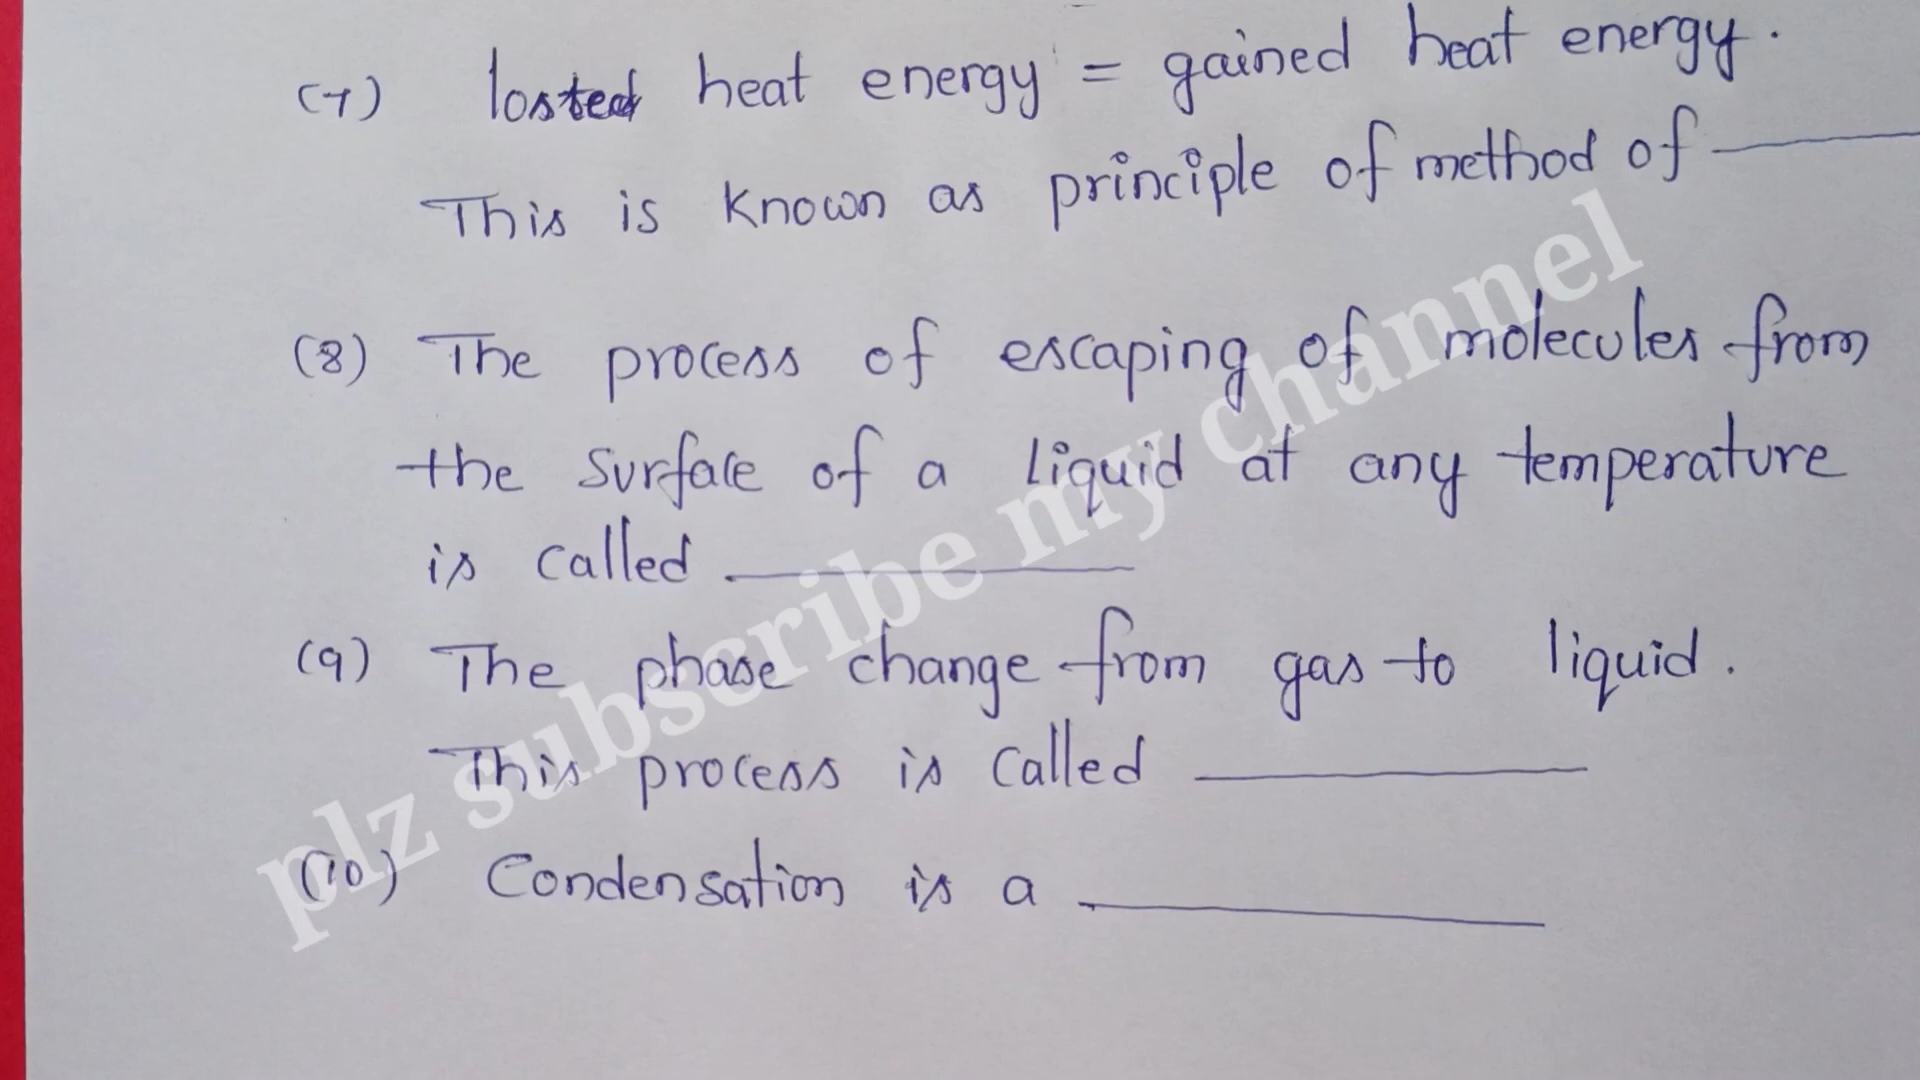 (7) losted heat energy = gained heat energy.
This is known as principle of method of
(8) The process of escaping of molecules from
the surface of a liquid at any temperature
is called
(9) The phase change from gas to liquid.
This process is called
(10) Condensation is a
plz subscribe my channel